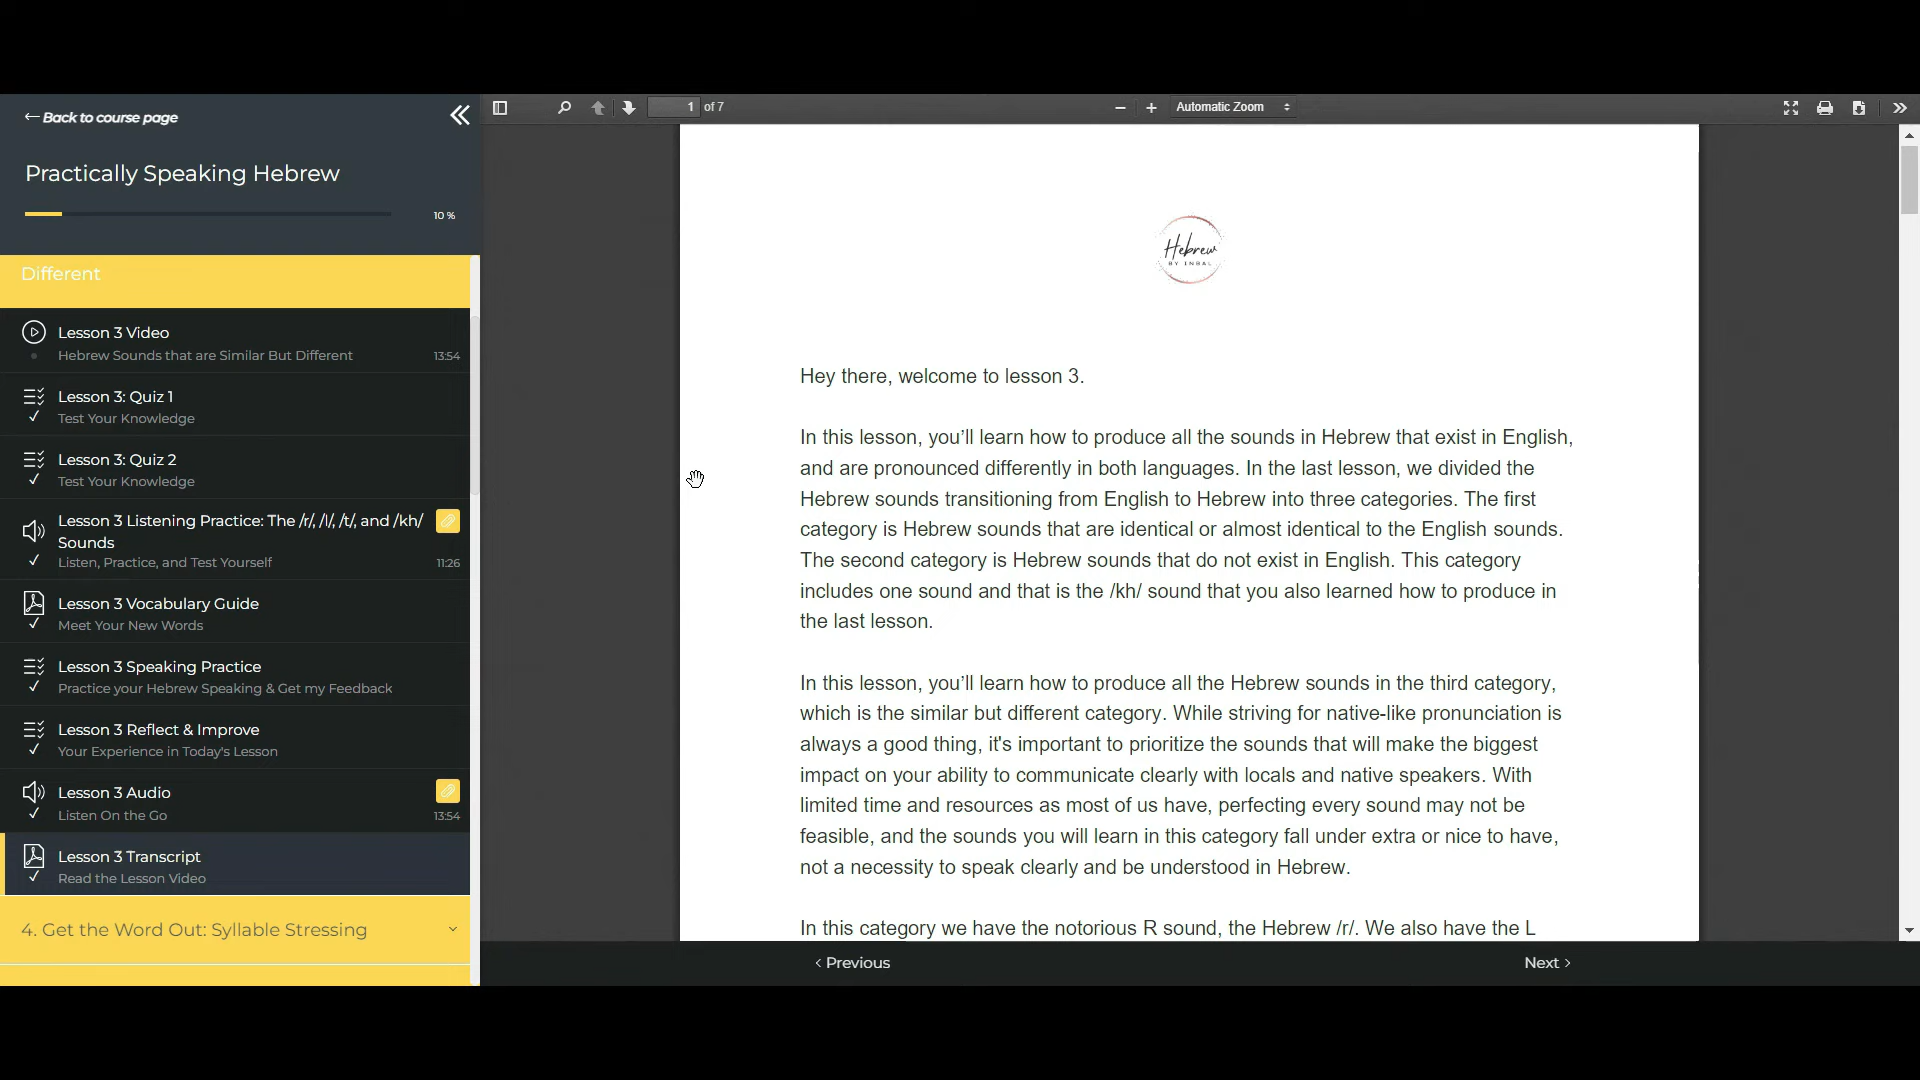 Back to course page
Practically Speaking Hebrew
10 %
Different
Lesson 3 Video
Hebrew Sounds that are Similar But Different 13:54
Lesson 3: Quiz 1
Test Your Knowledge
Lesson 3: Quiz 2
Test Your Knowledge
Lesson 3 Listening Practice: The /r/, /l/, /t/, and /kh/
Sounds
Listen, Practice, and Test Yourself 11:26
Lesson 3 Vocabulary Guide
Meet Your New Words
Lesson 3 Speaking Practice
Practice your Hebrew Speaking & Get my Feedback
Lesson 3 Reflect & Improve
Your Experience in Today's Lesson
Lesson 3 Audio
Listen On the Go 13:54
Lesson 3 Transcript
Read the Lesson Video
4. Get the Word Out: Syllable Stressing
1 of 7
Automatic Zoom
Hebrew
BY INBAL
Hey there, welcome to lesson 3.
In this lesson, you’ll learn how to produce all the sounds in Hebrew that exist in English,
and are pronounced differently in both languages. In the last lesson, we divided the
Hebrew sounds transitioning from English to Hebrew into three categories. The first
category is Hebrew sounds that are identical or almost identical to the English sounds.
The second category is Hebrew sounds that do not exist in English. This category
includes one sound and that is the /kh/ sound that you also learned how to produce in
the last lesson.
In this lesson, you’ll learn how to produce all the Hebrew sounds in the third category,
which is the similar but different category. While striving for native-like pronunciation is
always a good thing, it's important to prioritize the sounds that will make the biggest
impact on your ability to communicate clearly with locals and native speakers. With
limited time and resources as most of us have, perfecting every sound may not be
feasible, and the sounds you will learn in this category fall under extra or nice to have,
not a necessity to speak clearly and be understood in Hebrew.
In this category we have the notorious R sound, the Hebrew /r/. We also have the L
Previous
Next